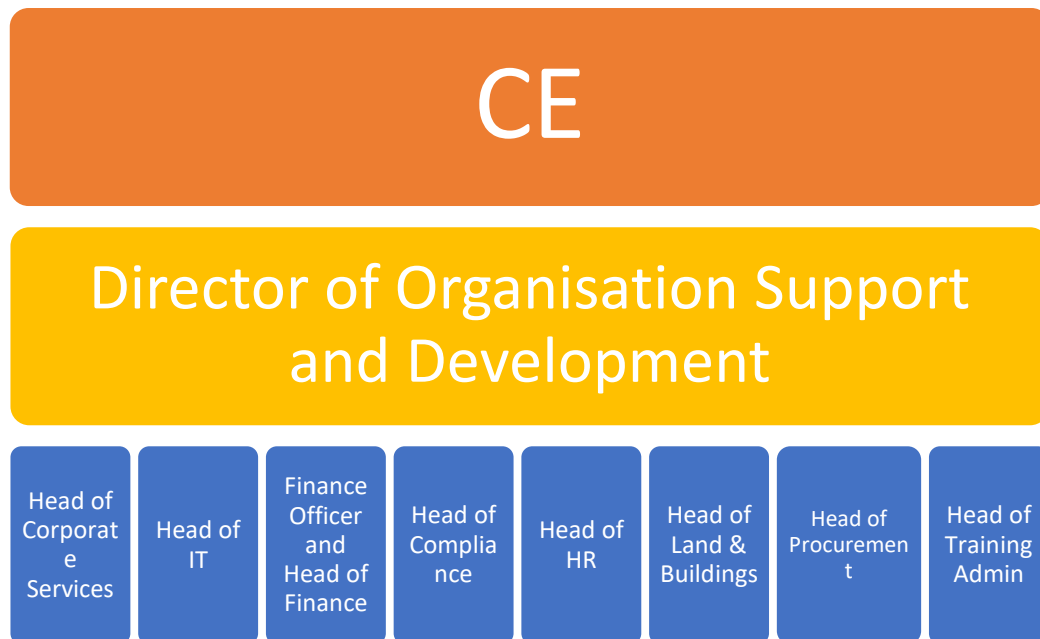 CE
Director of Organisation Support
and Development
Head of
Corporat
e
Services
Head of
IT
Finance
Officer
and
Head of
Finance
Head of
Complia
nce
Head of
HR
Head of
Land &
Buildings
Head of
Procuremen
t
Head of
Training
Admin